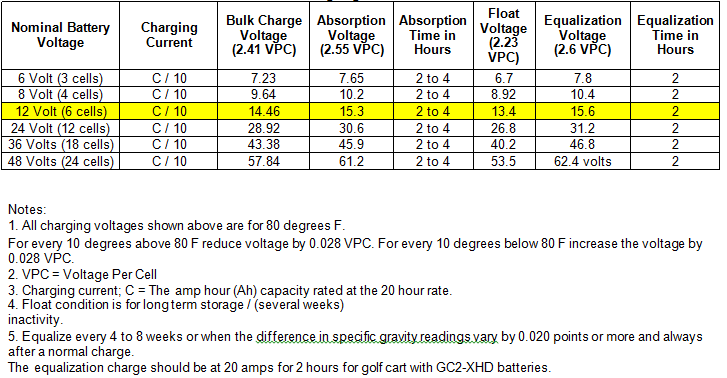 Nominal Battery Voltage | Charging Current | Bulk Charge Voltage (2.41 VPC) | Absorption Voltage (2.55 VPC) | Absorption Time in Hours | Float Voltage (2.23 VPC) | Equalization Voltage (2.6 VPC) | Equalization Time in Hours
6 Volt (3 cells) | C / 10 | 7.23 | 7.65 | 2 to 4 | 6.7 | 7.8 | 2
8 Volt (4 cells) | C / 10 | 9.64 | 10.2 | 2 to 4 | 8.92 | 10.4 | 2
12 Volt (6 cells) | C / 10 | 14.46 | 15.3 | 2 to 4 | 13.4 | 15.6 | 2
24 Volt (12 cells) | C / 10 | 28.92 | 30.6 | 2 to 4 | 26.8 | 31.2 | 2
36 Volts (18 cells) | C / 10 | 43.38 | 45.9 | 2 to 4 | 40.2 | 46.8 | 2
48 Volts (24 cells) | C / 10 | 57.84 | 61.2 | 2 to 4 | 53.5 | 62.4 volts | 2
Notes:
1. All charging voltages shown above are for 80 degrees F.
For every 10 degrees above 80 F reduce voltage by 0.028 VPC. For every 10 degrees below 80 F increase the voltage by
0.028 VPC.
2. VPC = Voltage Per Cell
3. Charging current; C = The amp hour (Ah) capacity rated at the 20 hour rate.
4. Float condition is for long term storage / (several weeks)
inactivity.
5. Equalize every 4 to 8 weeks or when the difference in specific gravity readings vary by 0.020 points or more and always
after a normal charge.
The equalization charge should be at 20 amps for 2 hours for golf cart with GC2-XHD batteries.